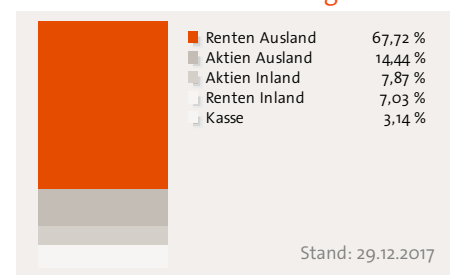 Renten Ausland 67,72 %
Aktien Ausland 14,44 %
Aktien Inland 7,87 %
Renten Inland 7,03 %
Kasse 3,14 %
Stand: 29.12.2017